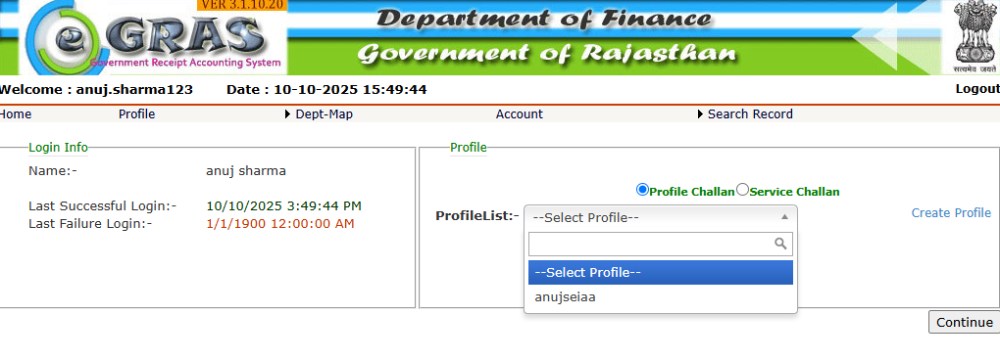 VER 3.1.10.20
eGRAS
Government Receipt Accounting System
Department of Finance
Government of Rajasthan
सत्यमेव जयते
Welcome : anuj.sharma123 Date : 10-10-2025 15:49:44 Logout
Home Profile Dept-Map Account Search Record
Login Info
Name:- anuj sharma
Last Successful Login:- 10/10/2025 3:49:44 PM
Last Failure Login:- 1/1/1900 12:00:00 AM
Profile
Profile Challan Service Challan
ProfileList:- --Select Profile-- Create Profile
--Select Profile--
anujseiaa
Continue